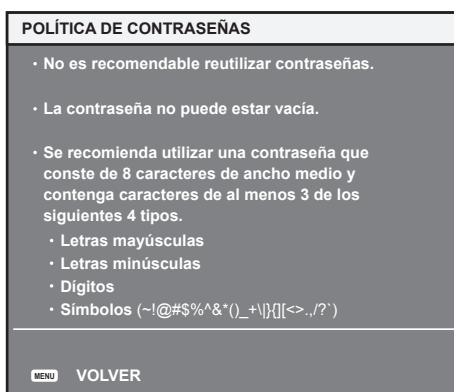 POLÍTICA DE CONTRASEÑAS
・No es recomendable reutilizar contraseñas.
・La contraseña no puede estar vacía.
・Se recomienda utilizar una contraseña que
conste de 8 caracteres de ancho medio y
contenga caracteres de al menos 3 de los
siguientes 4 tipos.
・Letras mayúsculas
・Letras minúsculas
・Dígitos
・Símbolos (~!@#$%^&*()_+\|}{][<>.,/?`)
MENU VOLVER